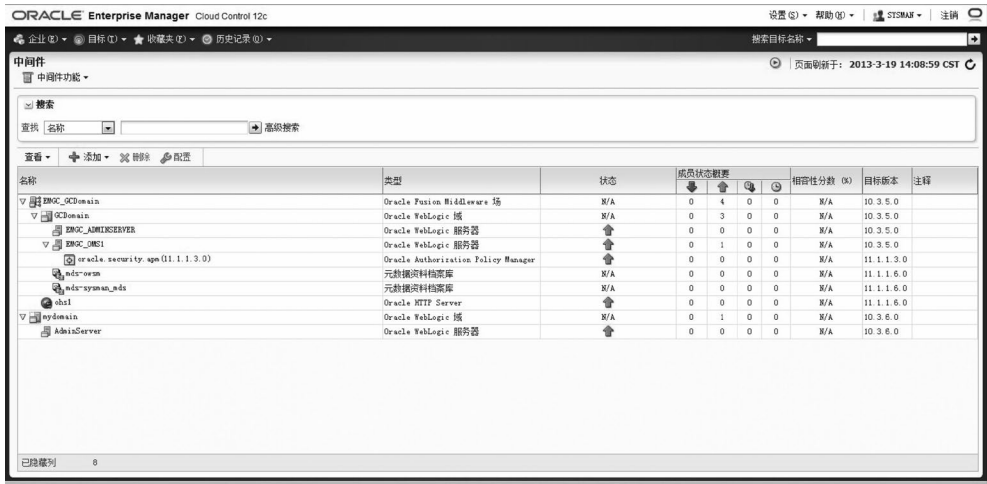 ORACLE Enterprise Manager Cloud Control 12c 设置(S) 帮助(H) SYSMAN 注销
企业(E) 目标(T) 收藏夹(F) 历史记录(O) 搜索目标名称
中间件 页面刷新于: 2013-3-19 14:08:59 CST
中间件功能
搜索
查找 名称 高级搜索
查看 添加 删除 配置
名称 类型 状态 成员状态概要 相容性分数 (%) 目标版本 注释
EMGC_GCDomain Oracle Fusion Middleware 场 N/A 0 4 0 0 N/A 10.3.5.0
GCDomain Oracle WebLogic 域 N/A 0 3 0 0 N/A 10.3.5.0
EMGC_ADMINSERVER Oracle WebLogic 服务器 0 0 0 0 N/A 10.3.5.0
EMGC_OMS1 Oracle WebLogic 服务器 0 1 0 0 N/A 10.3.5.0
oracle.security.apm(11.1.1.3.0) Oracle Authorization Policy Manager 0 0 0 0 N/A 11.1.1.3.0
mds-owsm 元数据资料档案库 N/A 0 0 0 0 N/A 11.1.1.6.0
mds-sysman_mds 元数据资料档案库 N/A 0 0 0 0 N/A 11.1.1.6.0
ohs1 Oracle HTTP Server 0 0 0 0 N/A 11.1.1.6.0
mydomain Oracle WebLogic 域 N/A 0 1 0 0 N/A 10.3.6.0
AdminServer Oracle WebLogic 服务器 0 0 0 0 N/A 10.3.6.0
已隐藏列 8